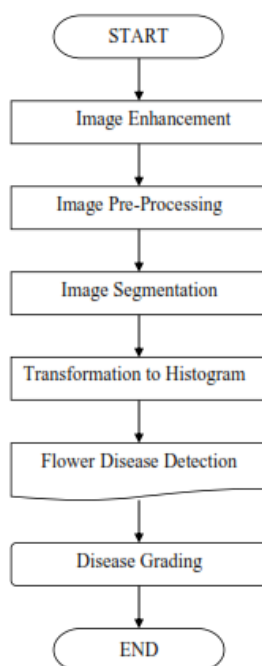 START
Image Enhancement
Image Pre-Processing
Image Segmentation
Transformation to Histogram
Flower Disease Detection
Disease Grading
END